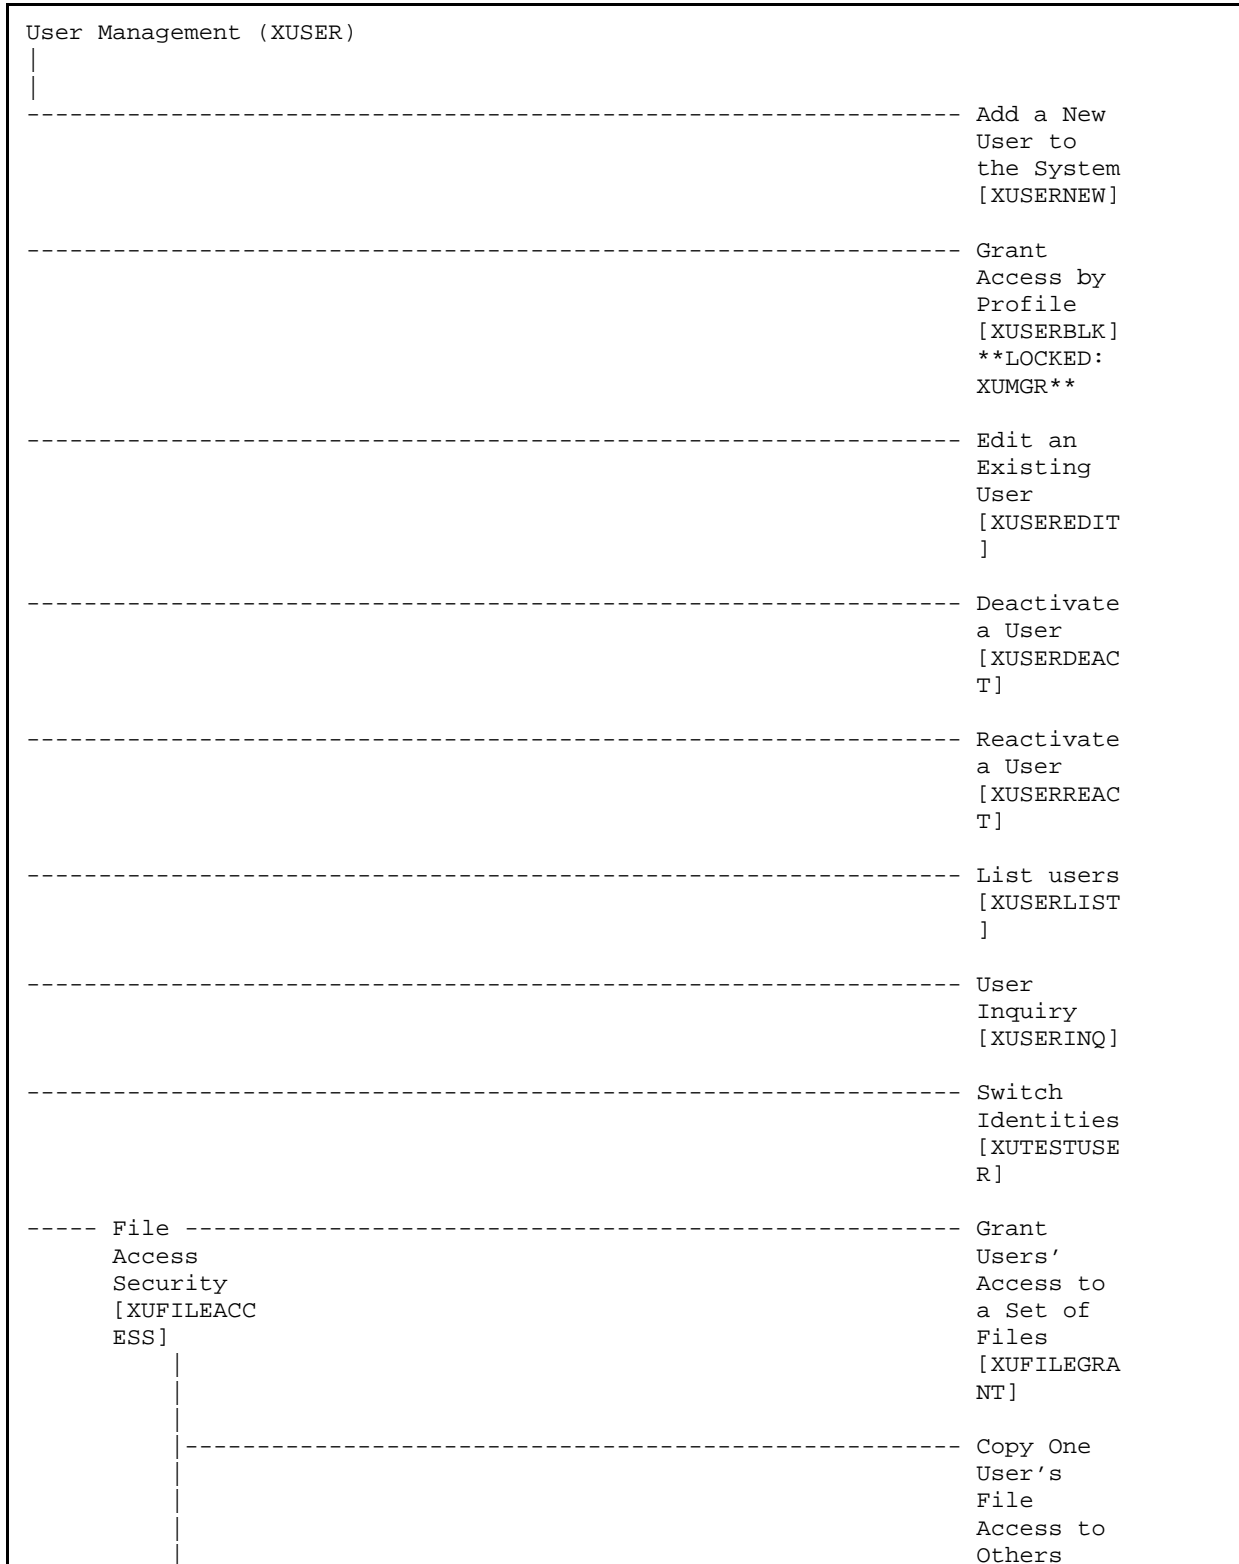 User Management (XUSER)
|
|
----------------------------------------------------------------- Add a New
User to
the System
[XUSERNEW]
----------------------------------------------------------------- Grant
Access by
Profile
[XUSERBLK]
**LOCKED:
XUMGR**
----------------------------------------------------------------- Edit an
Existing
User
[XUSEREDIT
]
----------------------------------------------------------------- Deactivate
a User
[XUSERDEAC
T]
----------------------------------------------------------------- Reactivate
a User
[XUSERREAC
T]
----------------------------------------------------------------- List users
[XUSERLIST
]
----------------------------------------------------------------- User
Inquiry
[XUSERINQ]
----------------------------------------------------------------- Switch
Identities
[XUTESTUSE
R]
----- File ------------------------------------------------------ Grant
Access Users’
Security Access to
[XUFILEACC a Set of
ESS] Files
| [XUFILEGRA
| NT]
|
|------------------------------------------------------ Copy One
| User’s
| File
| Access to
| Others